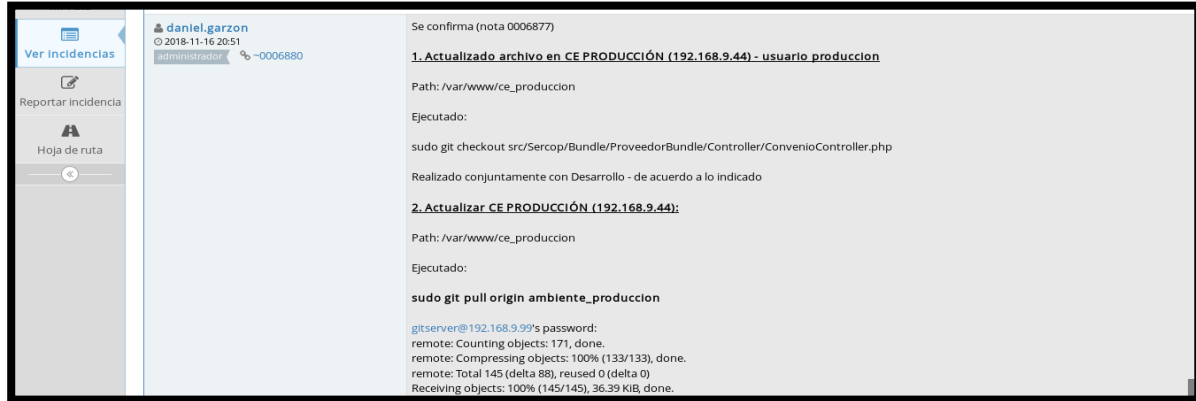 Ver incidencias
Reportar incidencia
Hoja de ruta
daniel.garzon
2018-11-16 20:51
administrador ~0006880
Se confirma (nota 0006877)
1. Actualizado archivo en CE PRODUCCIÓN (192.168.9.44) - usuario produccion
Path: /var/www/ce_produccion
Ejecutado:
sudo git checkout src/Sercop/Bundle/ProveedorBundle/Controller/ConvenioController.php
Realizado conjuntamente con Desarrollo - de acuerdo a lo indicado
2. Actualizar CE PRODUCCIÓN (192.168.9.44):
Path: /var/www/ce_produccion
Ejecutado:
sudo git pull origin ambiente_produccion
gitserver@192.168.9.99's password:
remote: Counting objects: 171, done.
remote: Compressing objects: 100% (133/133), done.
remote: Total 145 (delta 88), reused 0 (delta 0)
Receiving objects: 100% (145/145), 36.39 KiB, done.